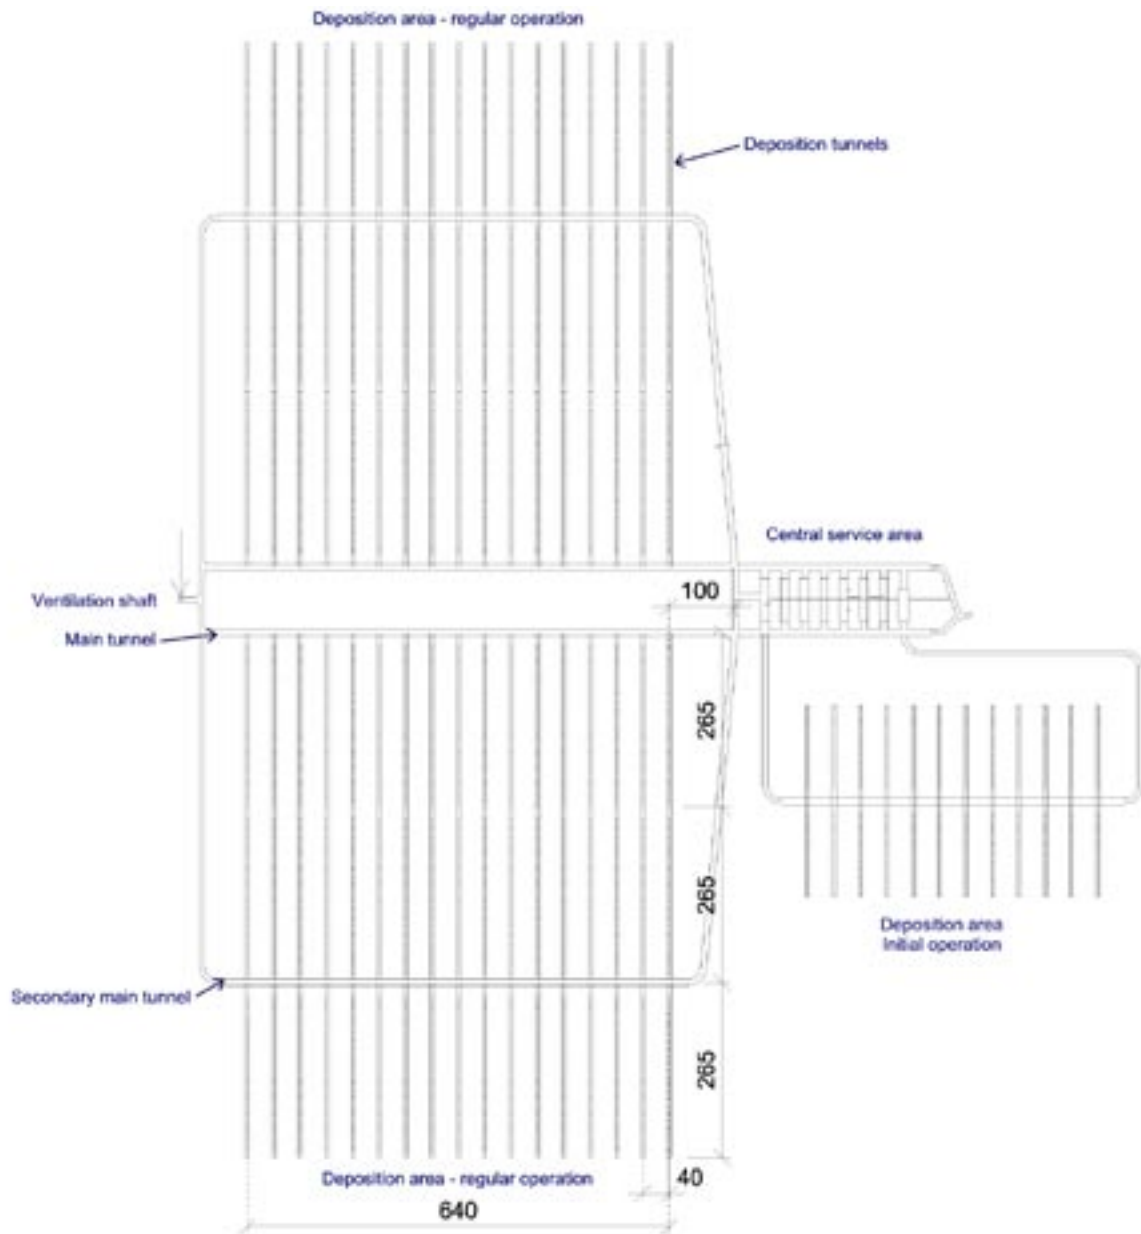 Deposition area - regular operation
Deposition tunnels
Central service area
100
Ventilation shaft
Main tunnel
265
265
Deposition area
Initial operation
Secondary main tunnel
265
Deposition area - regular operation
40
640